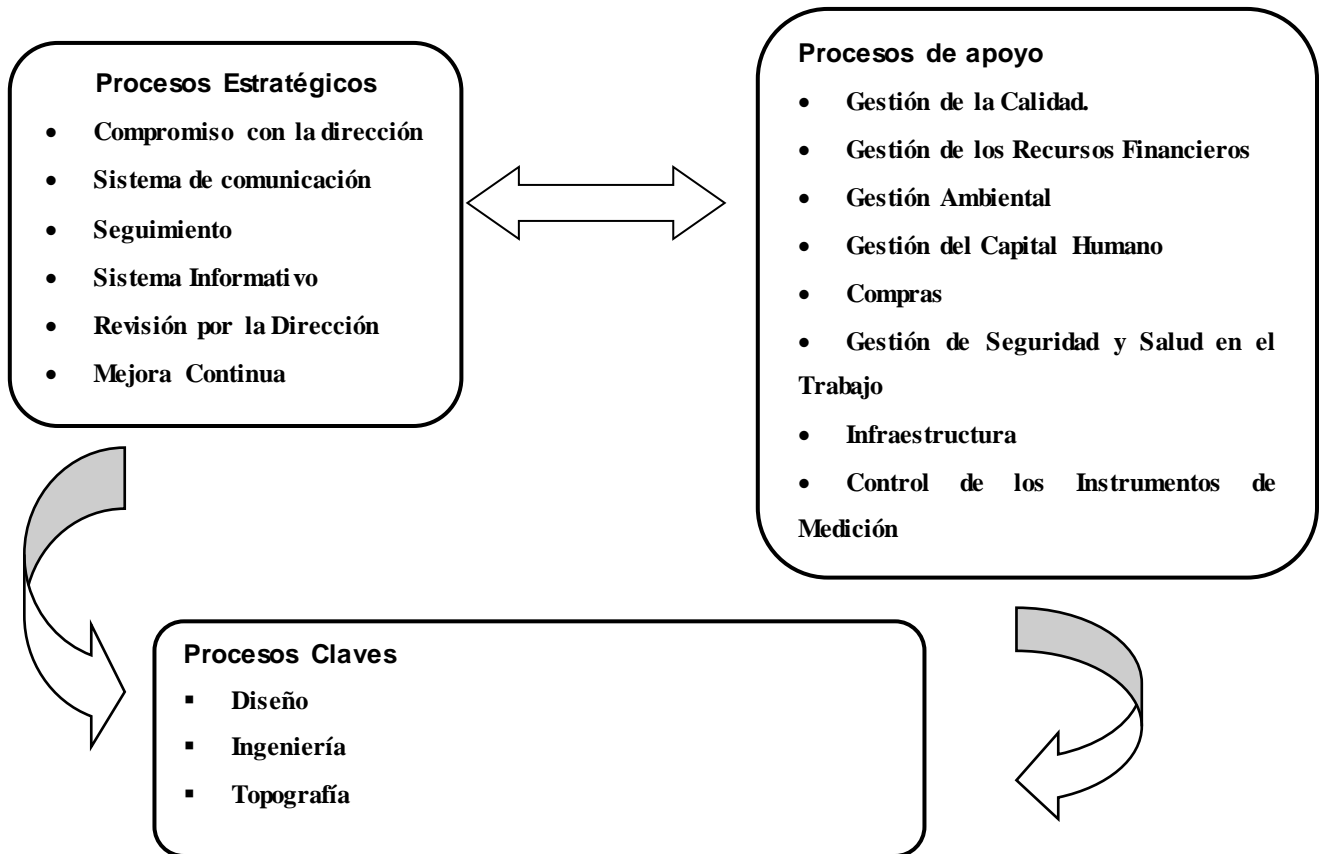 Procesos Estratégicos
• Compromiso con la dirección
• Sistema de comunicación
• Seguimiento
• Sistema Informativo
• Revisión por la Dirección
• Mejora Continua
Procesos de apoyo
• Gestión de la Calidad.
• Gestión de los Recursos Financieros
• Gestión Ambiental
• Gestión del Capital Humano
• Compras
• Gestión de Seguridad y Salud en el
Trabajo
• Infraestructura
• Control de los Instrumentos de
Medición
Procesos Claves
▪ Diseño
▪ Ingeniería
▪ Topografía